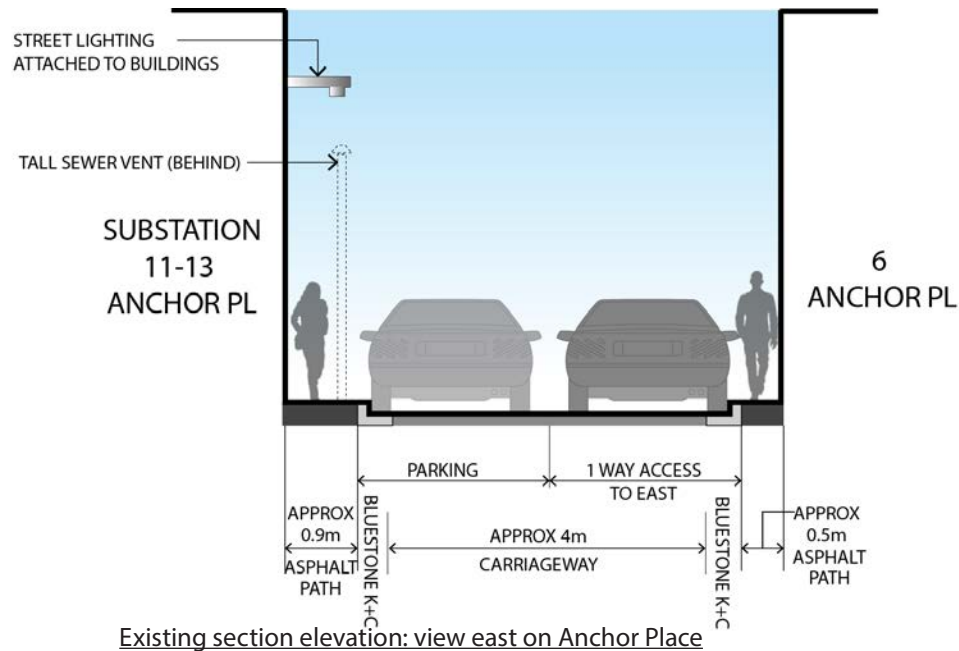 STREET LIGHTING
ATTACHED TO BUILDINGS
TALL SEWER VENT (BEHIND)
SUBSTATION
11-13
ANCHOR PL
6
ANCHOR PL
PARKING
1 WAY ACCESS
TO EAST
APPROX
0.9m
ASPHALT
PATH
BLUESTONE K+C
APPROX 4m
CARRIAGEWAY
BLUESTONE K+C
APPROX
0.5m
ASPHALT
PATH
Existing section elevation: view east on Anchor Place